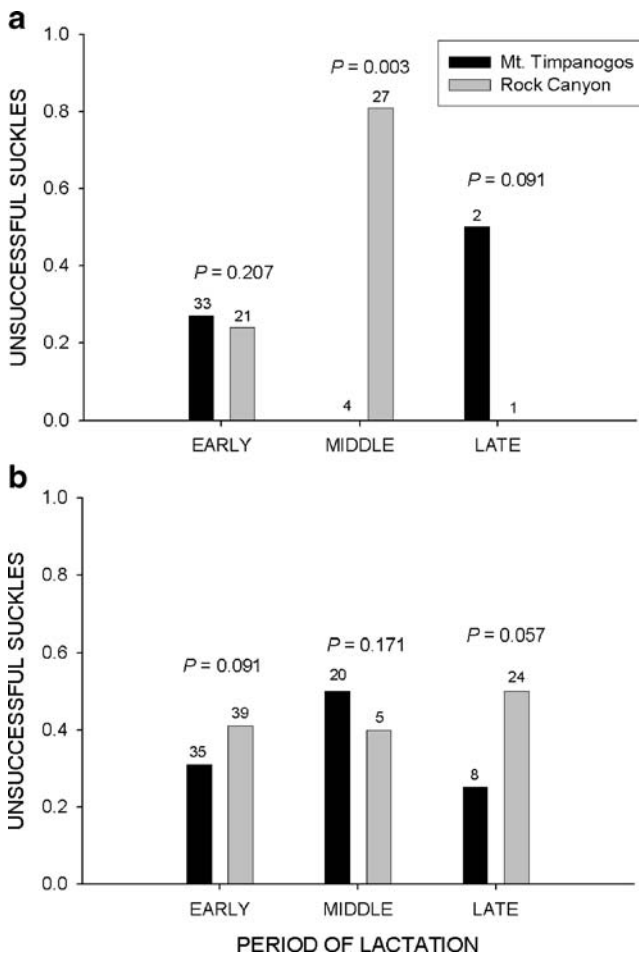 a
Mt. Timpanogos
Rock Canyon
UNSUCCESSFUL SUCKLES
1.0
0.8
0.6
0.4
0.2
0.0
P = 0.207
33
21
P = 0.003
4
27
P = 0.091
2
1
EARLY MIDDLE LATE
b
UNSUCCESSFUL SUCKLES
1.0
0.8
0.6
0.4
0.2
0.0
P = 0.091
35
39
P = 0.171
20
5
P = 0.057
8
24
EARLY MIDDLE LATE
PERIOD OF LACTATION